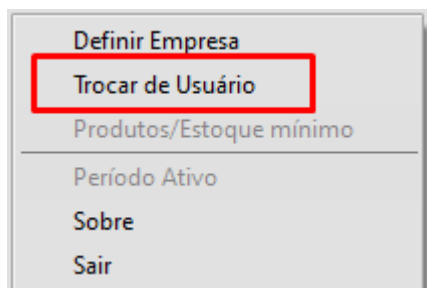 Definir Empresa
Trocar de Usuário
Produtos/Estoque mínimo
Período Ativo
Sobre
Sair